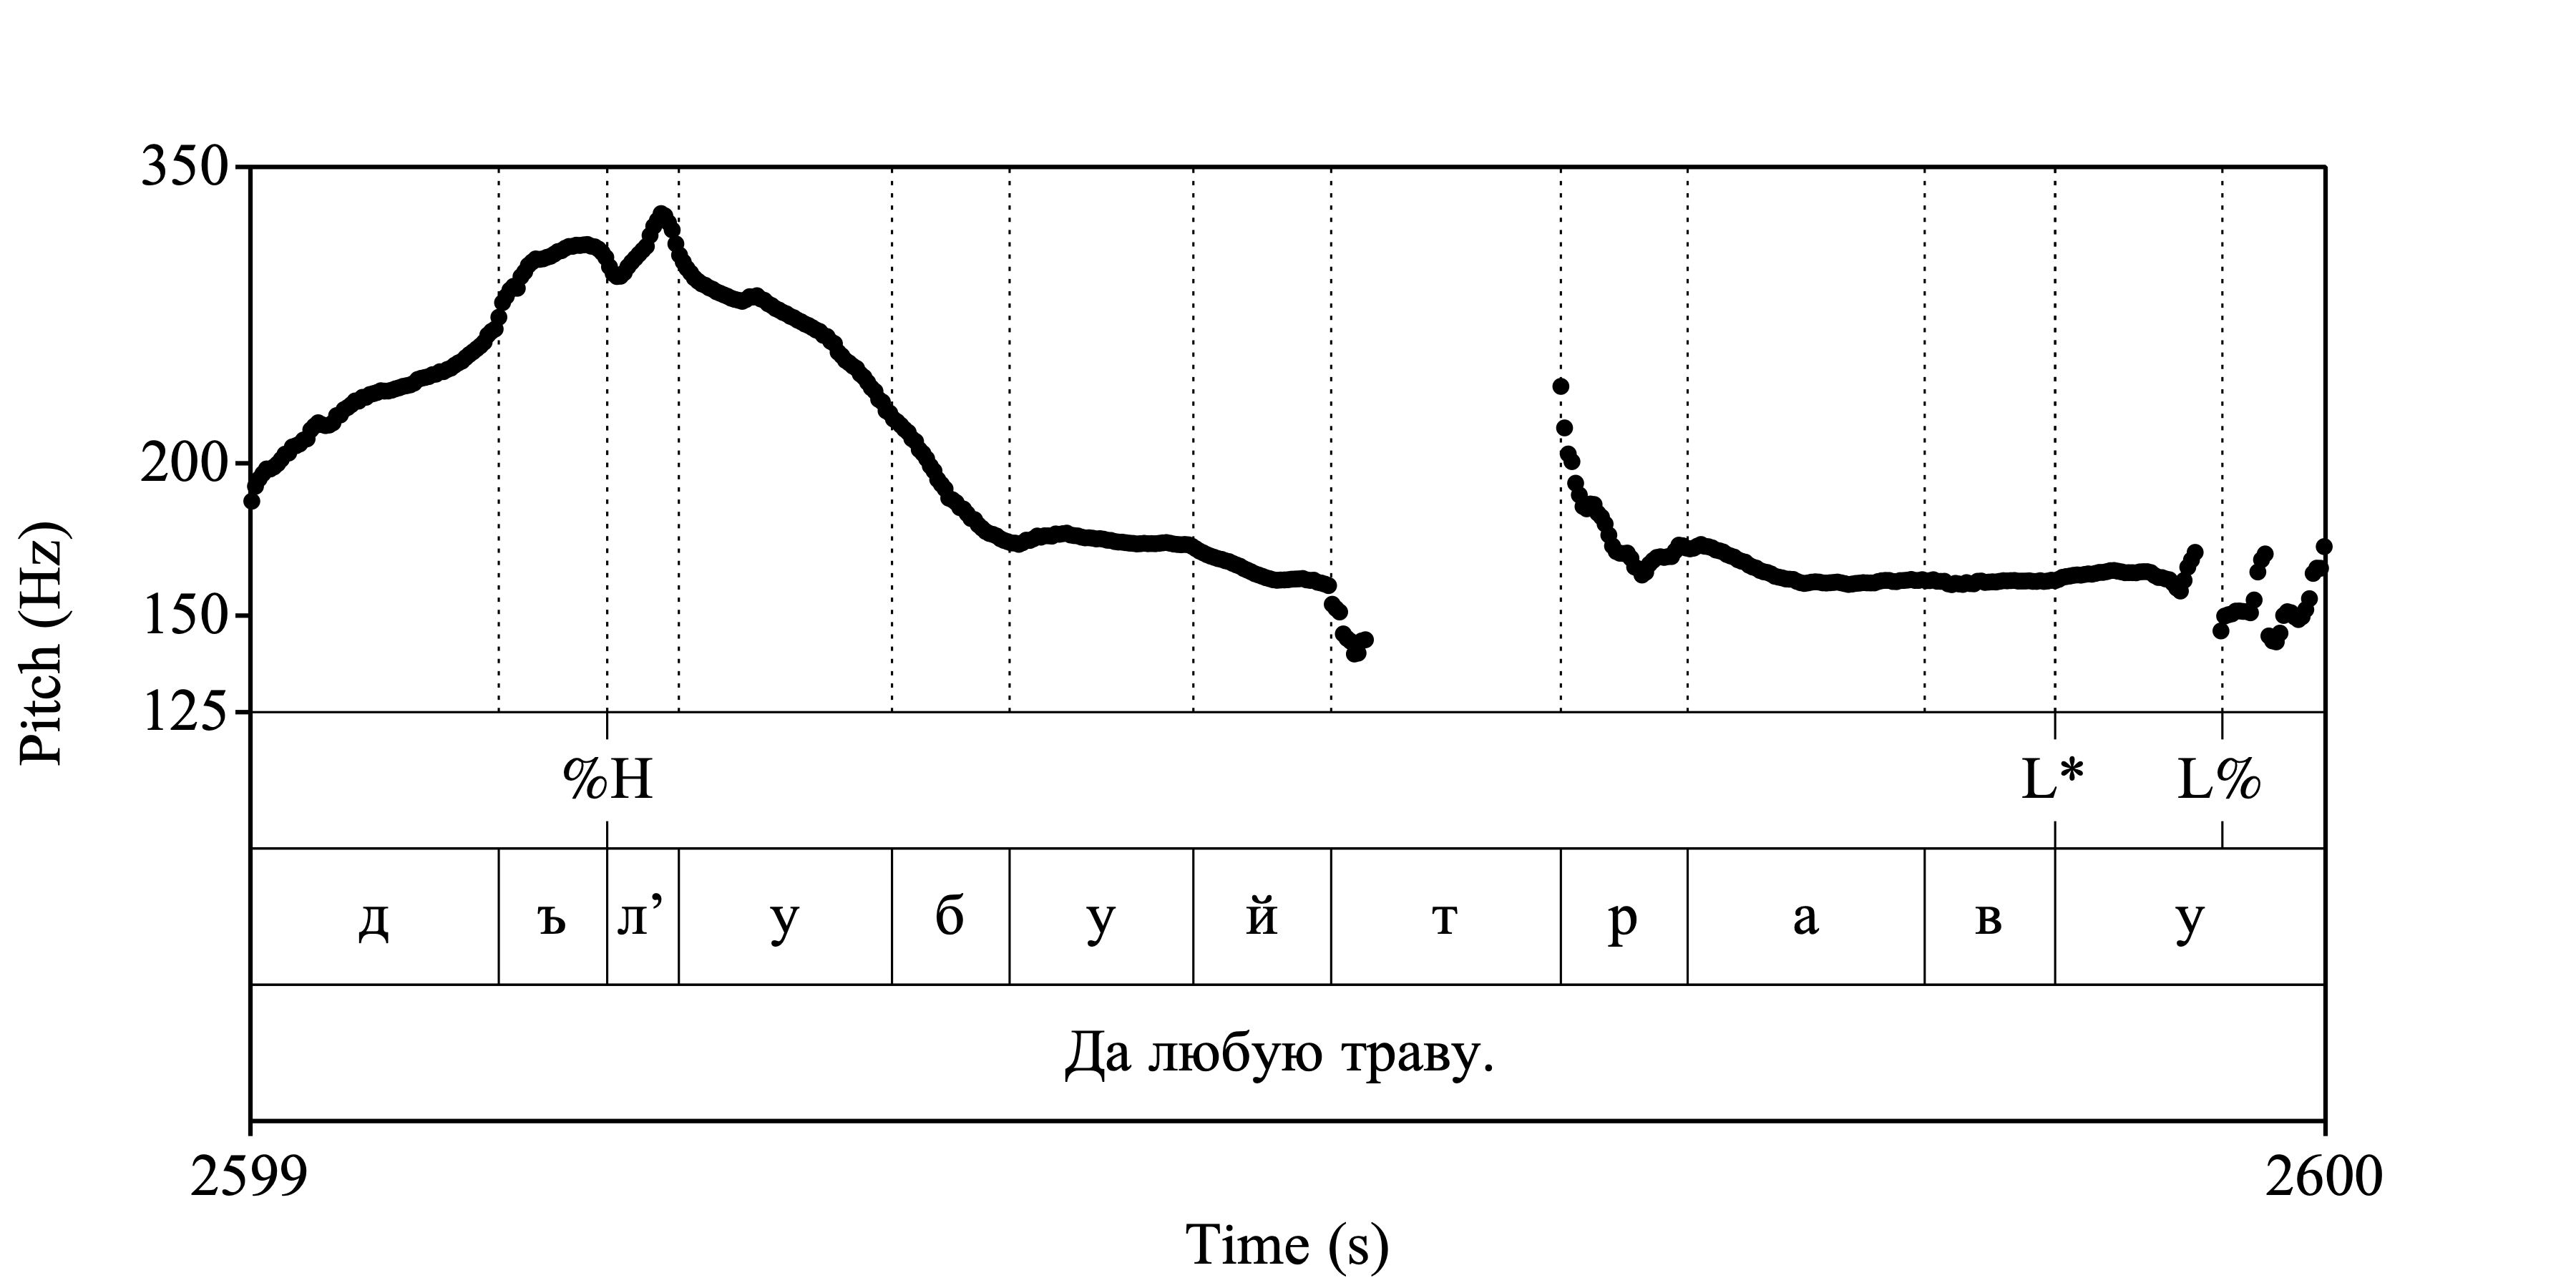 350
200
150
125
Pitch (Hz)
%H L* L%
д ъ л’ у б у й т р а в у
Да любую траву.
2599 2600
Time (s)